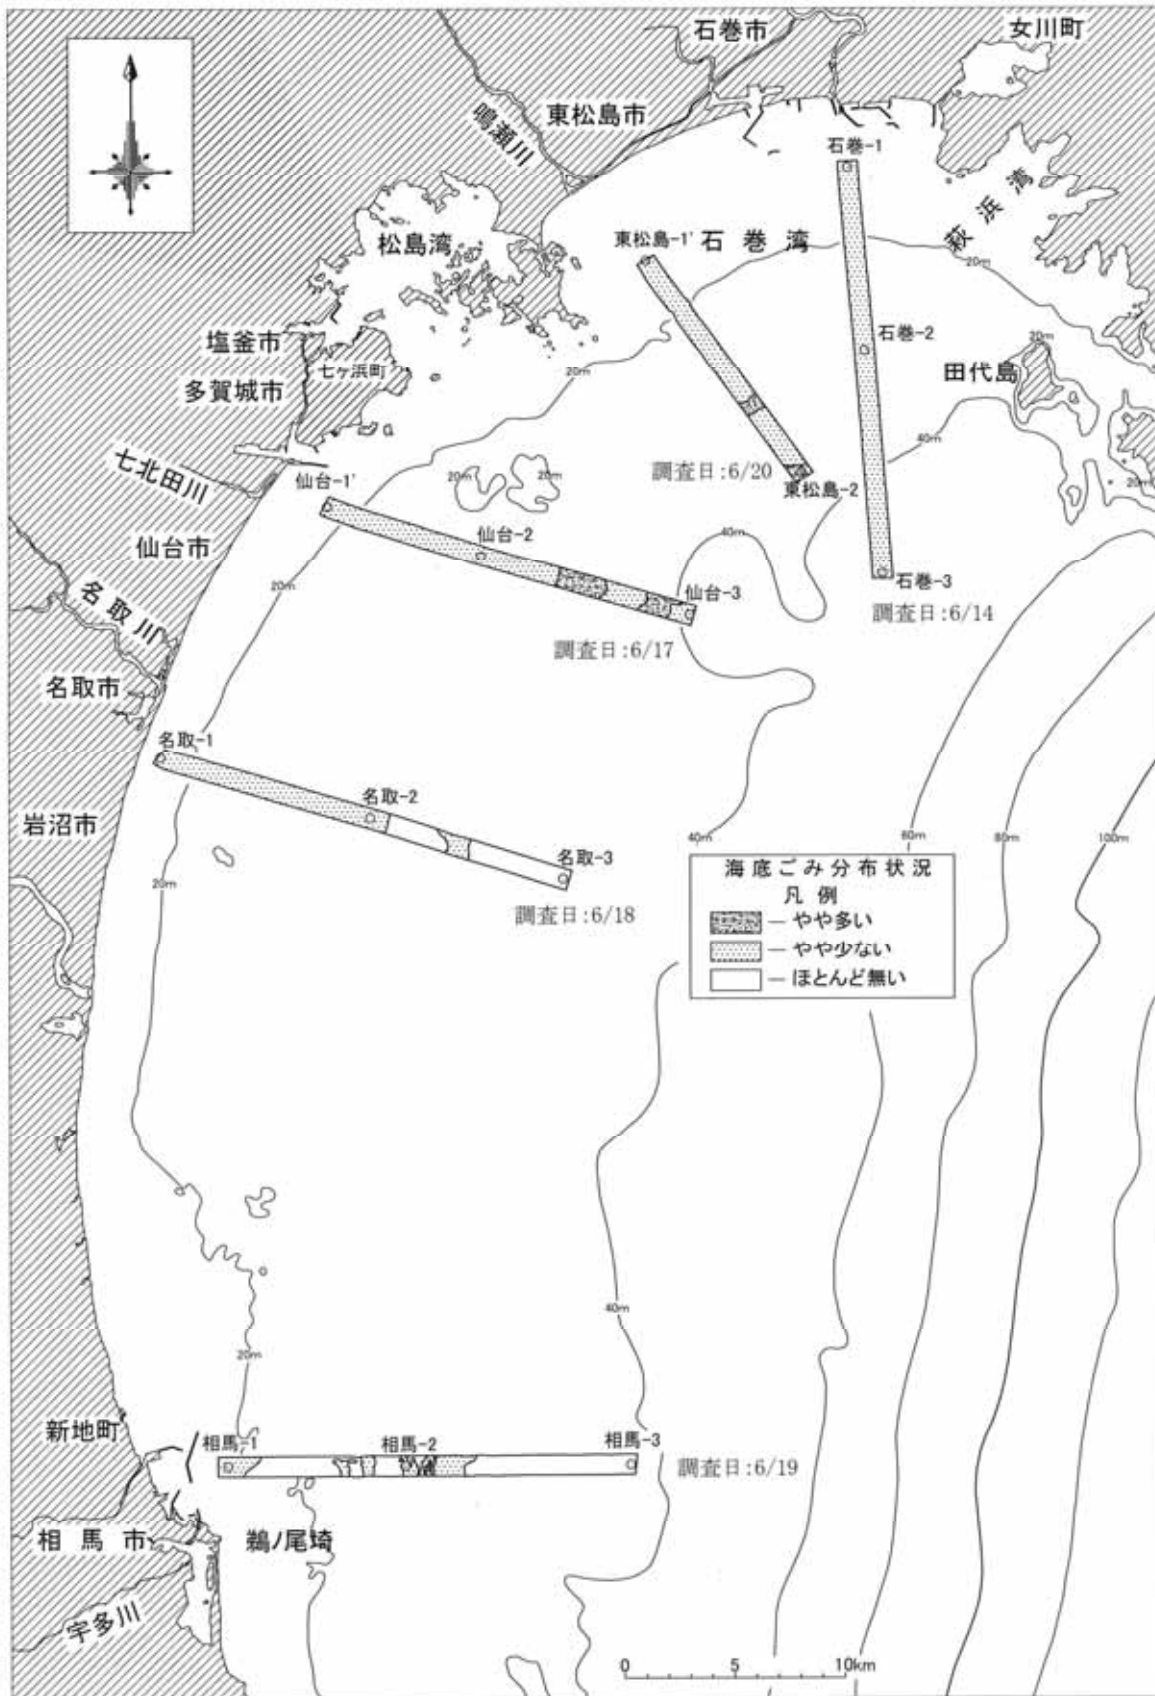 石巻市
女川町
東松島市
鳴瀬川
石巻-1
萩浜湾
松島湾
東松島-1'
石巻湾
20m
塩釜市
七ヶ浜町
多賀城市
20m
石巻-2
20m
田代島
40m
七北田川
調査日:6/20
東松島-2
20m
20m
20m
仙台-1'
仙台-2
仙台市
40m
20m
仙台-3
石巻-3
調査日:6/14
名取川
調査日:6/17
名取市
名取-1
名取-2
岩沼市
40m
60m
80m
100m
名取-3
20m
調査日:6/18
海底ごみ分布状況
凡例
― やや多い
― やや少ない
― ほとんど無い
40m
20m
新地町
相馬-1
相馬-2
相馬-3
調査日:6/19
相馬市
鵜ノ尾埼
宇多川
0 5 10km